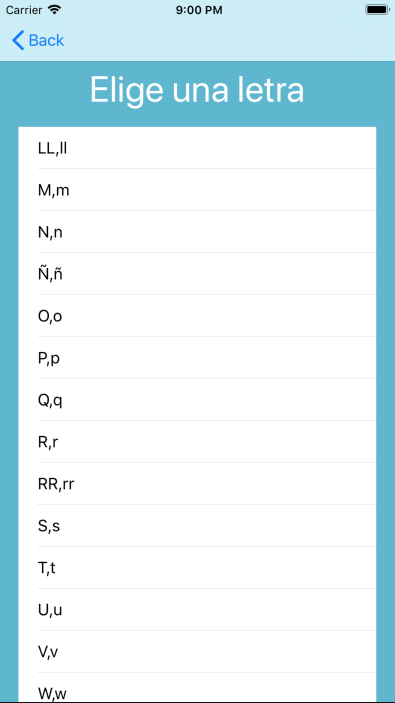 Carrier 9:00 PM
Back
Elige una letra
LL,ll
M,m
N,n
Ñ,ñ
O,o
P,p
Q,q
R,r
RR,rr
S,s
T,t
U,u
V,v
W,w